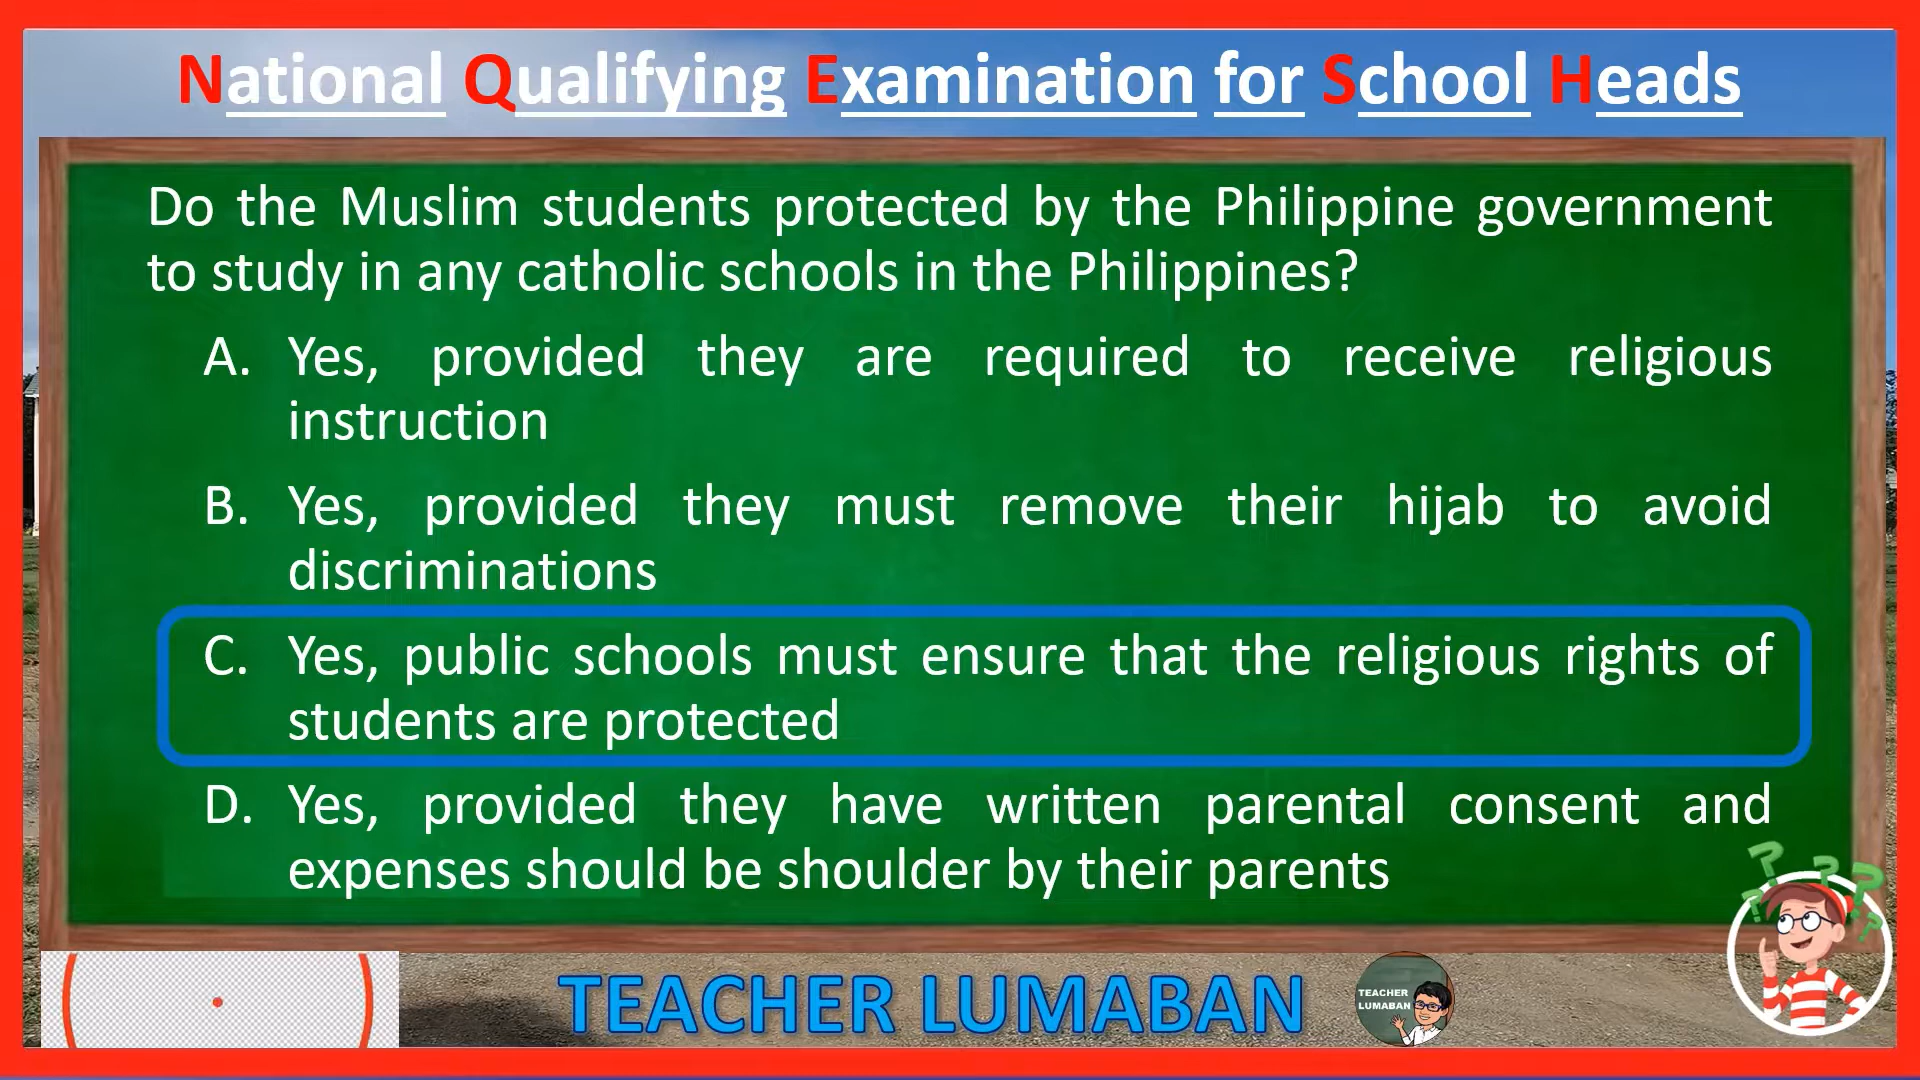 National Qualifying Examination for School Heads
Do the Muslim students protected by the Philippine government
to study in any catholic schools in the Philippines?
A. Yes, provided they are required to receive religious
instruction
B. Yes, provided they must remove their hijab to avoid
discriminations
C. Yes, public schools must ensure that the religious rights of
students are protected
D. Yes, provided they have written parental consent and
expenses should be shoulder by their parents
TEACHER LUMABAN
TEACHER
LUMABAN